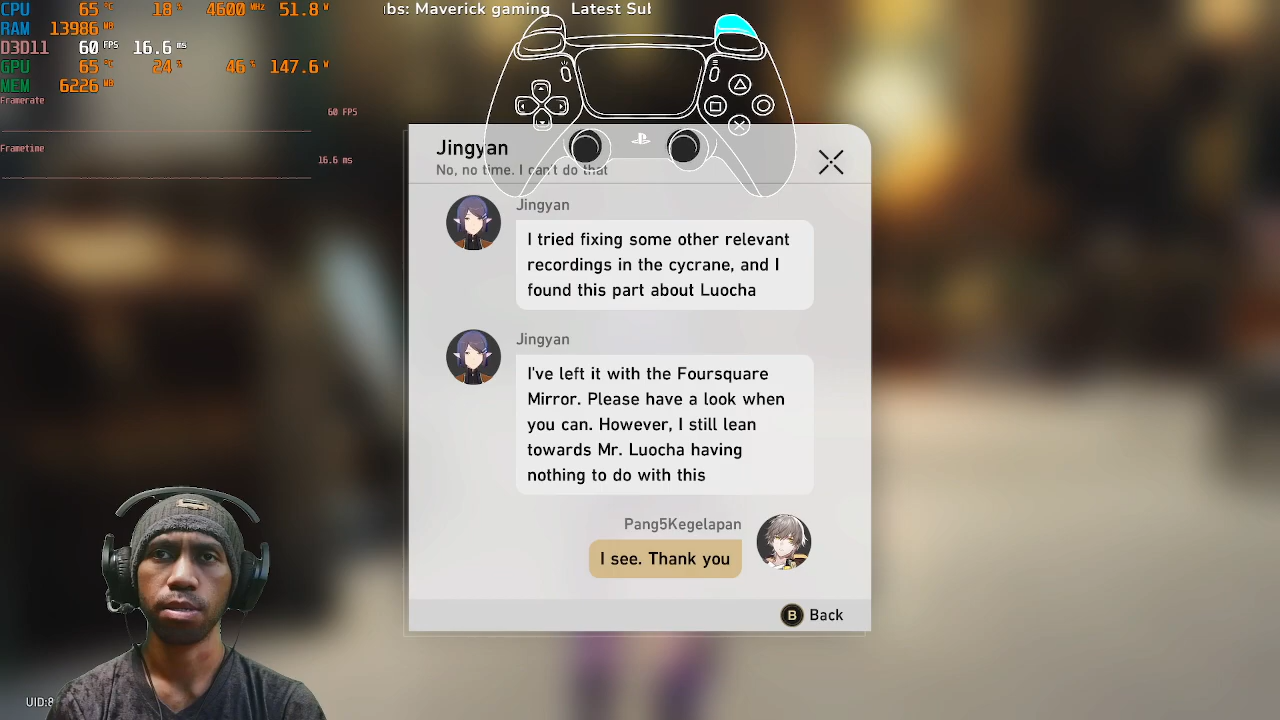 CPU 65 °C 18 % 4600 MHz 51.8 W
RAM 13986 MB
D3D11 60 FPS 16.6 ms
GPU 65 °C 24 % 46 % 147.6 W
MEM 6226 MB
Framerate
60 FPS
Frametime
16.6 ms
bs: Maverick gaming Latest Su
Jingyan
No, no time. I can't do that
Jingyan
I tried fixing some other relevant
recordings in the cycrane, and I
found this part about Luocha
Jingyan
I've left it with the Foursquare
Mirror. Please have a look when
you can. However, I still lean
towards Mr. Luocha having
nothing to do with this
Pang5Kegelapan
I see. Thank you
B Back
UID:8